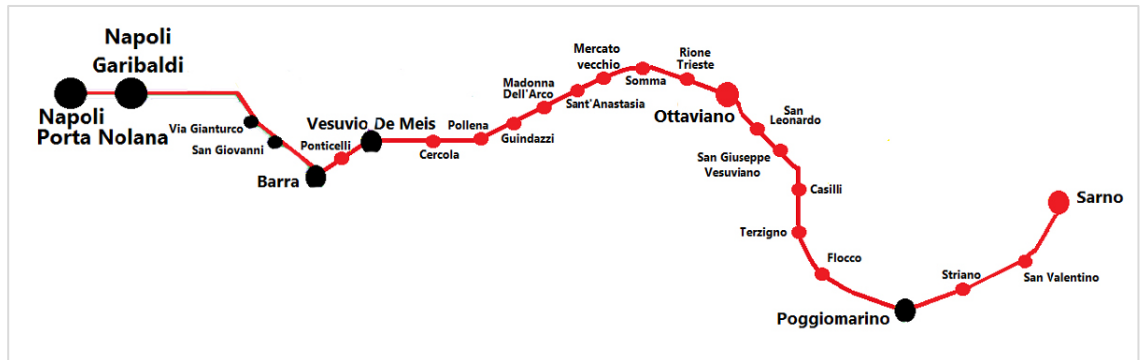 Napoli
Porta Nolana
Napoli
Garibaldi
Via Gianturco
San Giovanni
Barra
Ponticelli
Vesuvio De Meis
Cercola
Pollena
Guindazzi
Madonna
Dell'Arco
Sant'Anastasia
Mercato
vecchio
Somma
Rione
Trieste
Ottaviano
San
Leonardo
San Giuseppe
Vesuviano
Casilli
Terzigno
Flocco
Poggiomarino
Striano
San Valentino
Sarno